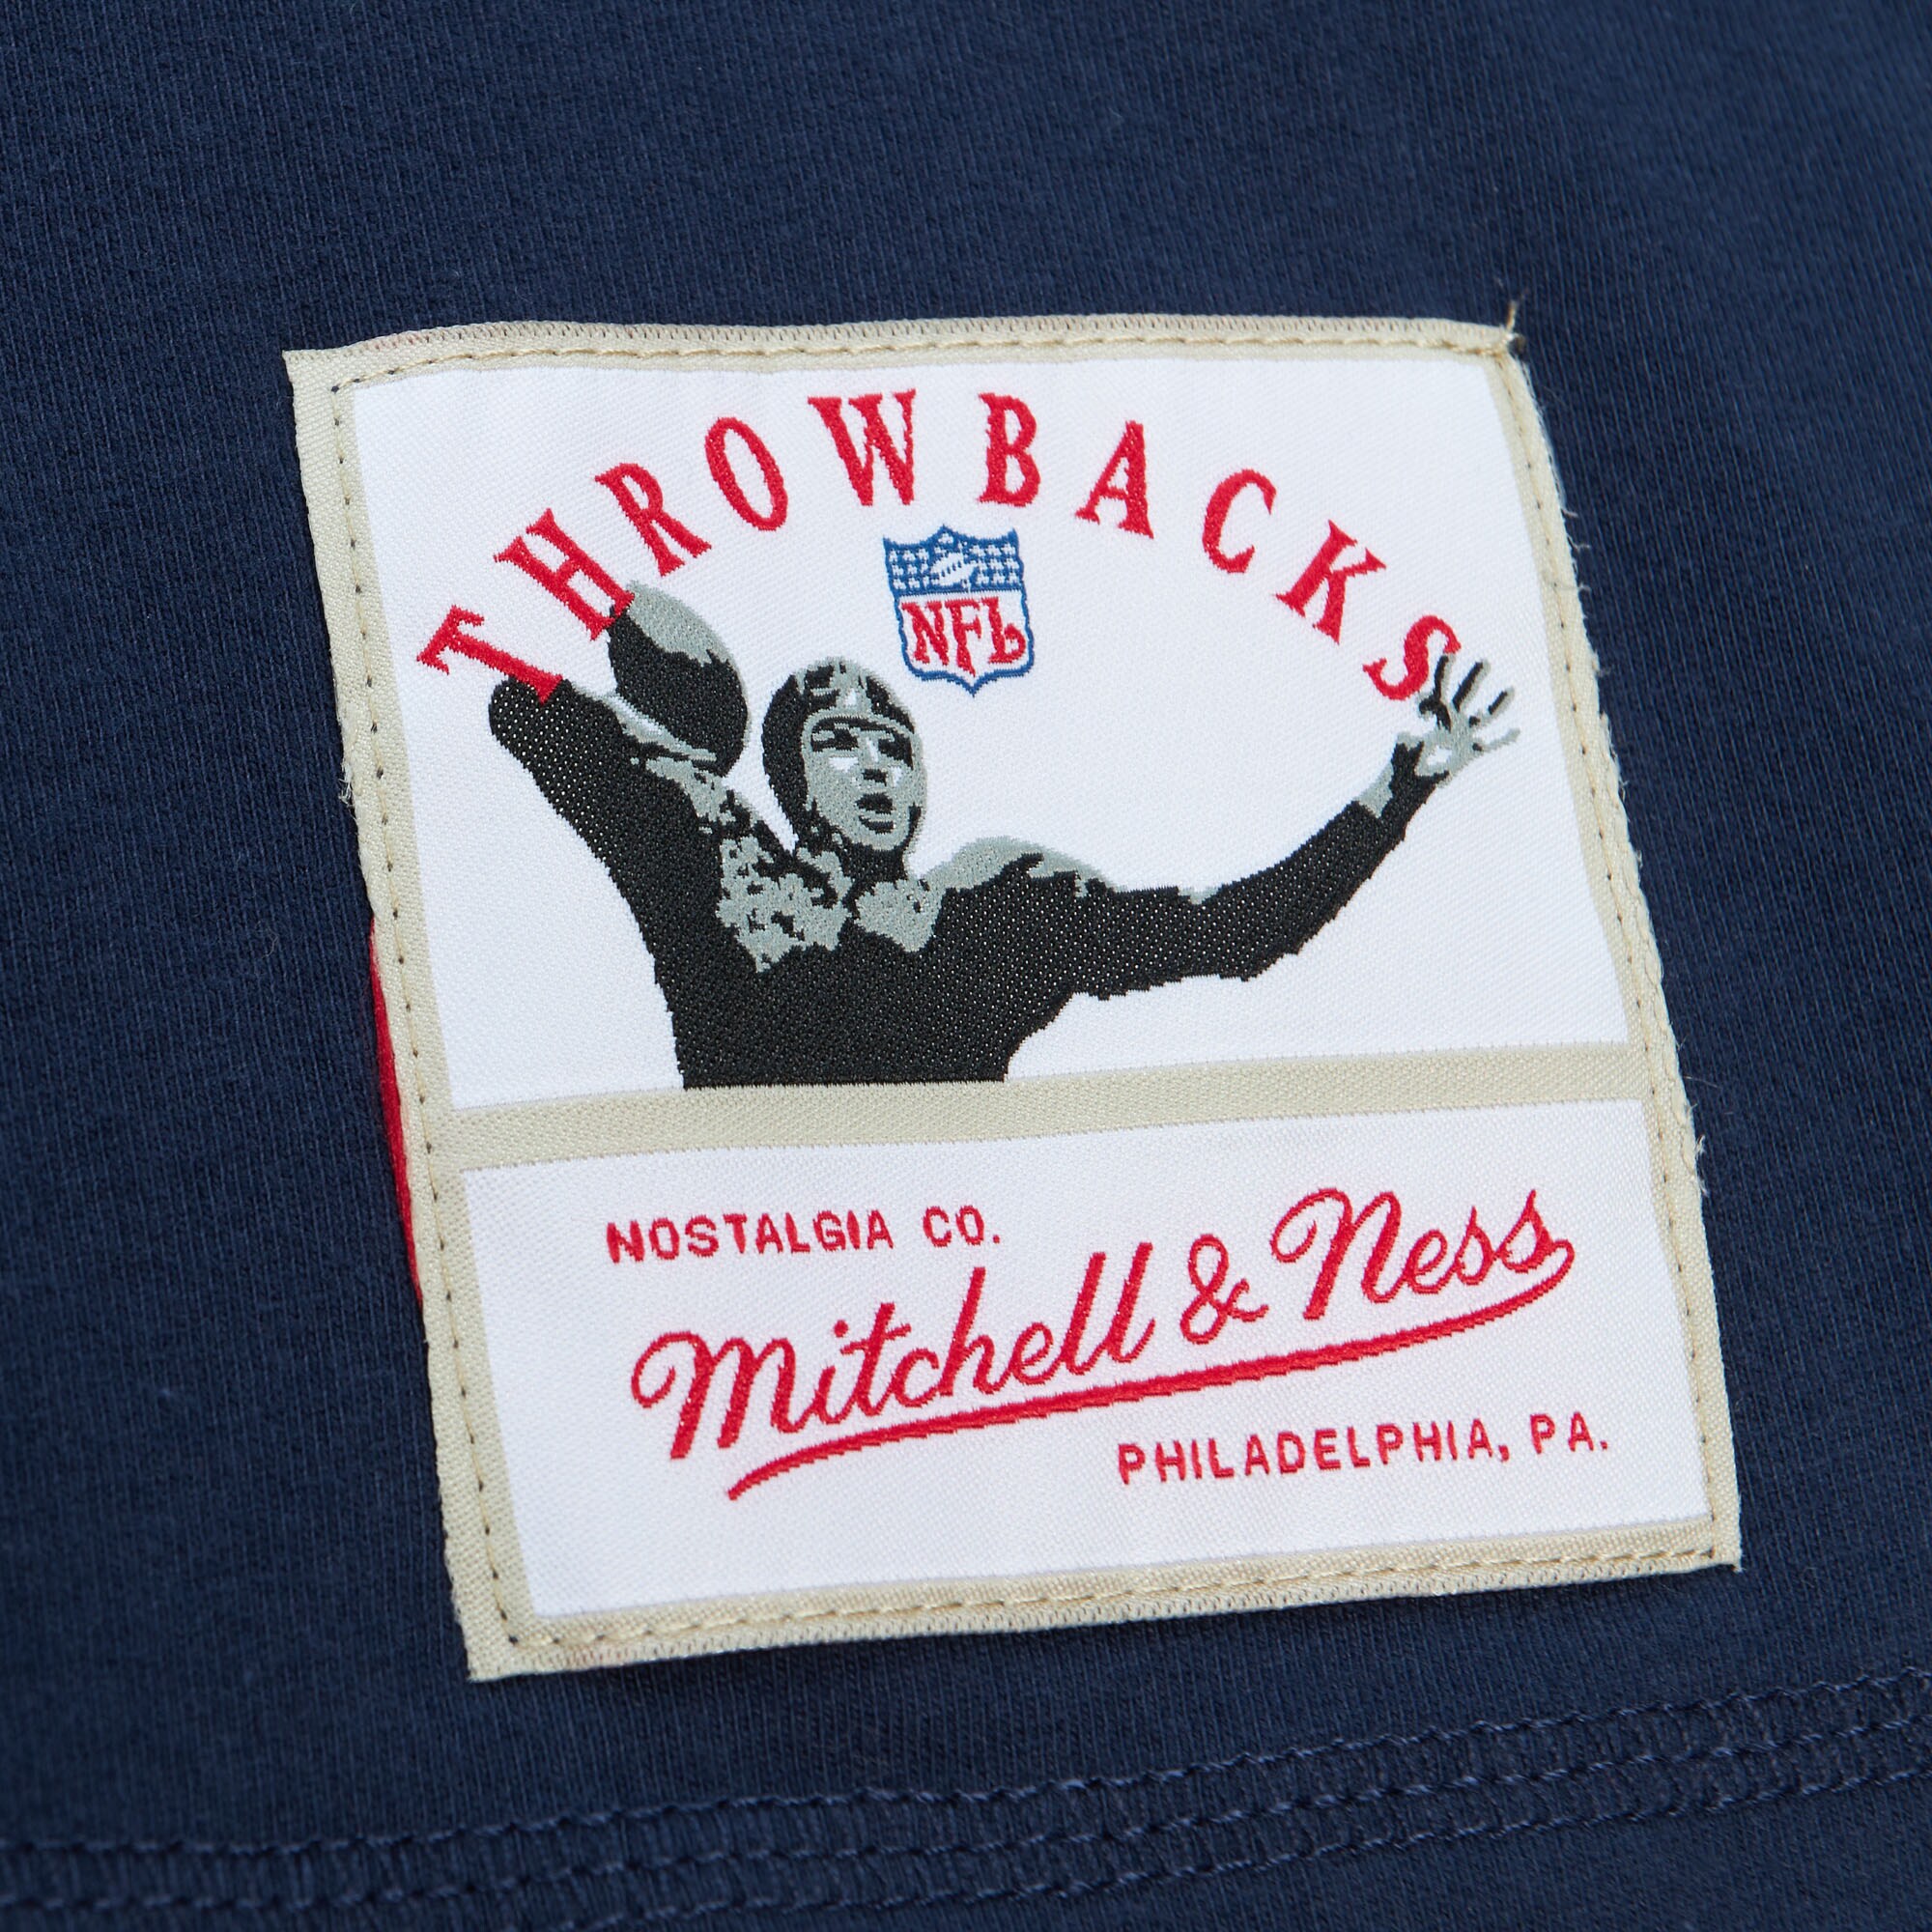 THROWBACKS
NFL
NOSTALGIA CO.
Mitchell & Ness
PHILADELPHIA, PA.